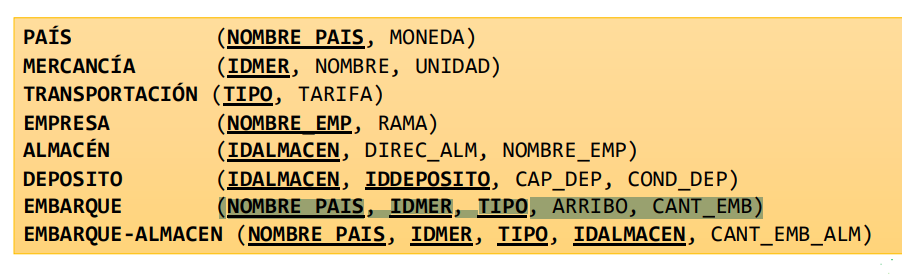 PAÍS (NOMBRE_PAIS, MONEDA)
MERCANCÍA (IDMER, NOMBRE, UNIDAD)
TRANSPORTACIÓN (TIPO, TARIFA)
EMPRESA (NOMBRE_EMP, RAMA)
ALMACÉN (IDALMACEN, DIREC_ALM, NOMBRE_EMP)
DEPOSITO (IDALMACEN, IDDEPOSITO, CAP_DEP, COND_DEP)
EMBARQUE (NOMBRE_PAIS, IDMER, TIPO, ARRIBO, CANT_EMB)
EMBARQUE-ALMACEN (NOMBRE_PAIS, IDMER, TIPO, IDALMACEN, CANT_EMB_ALM)